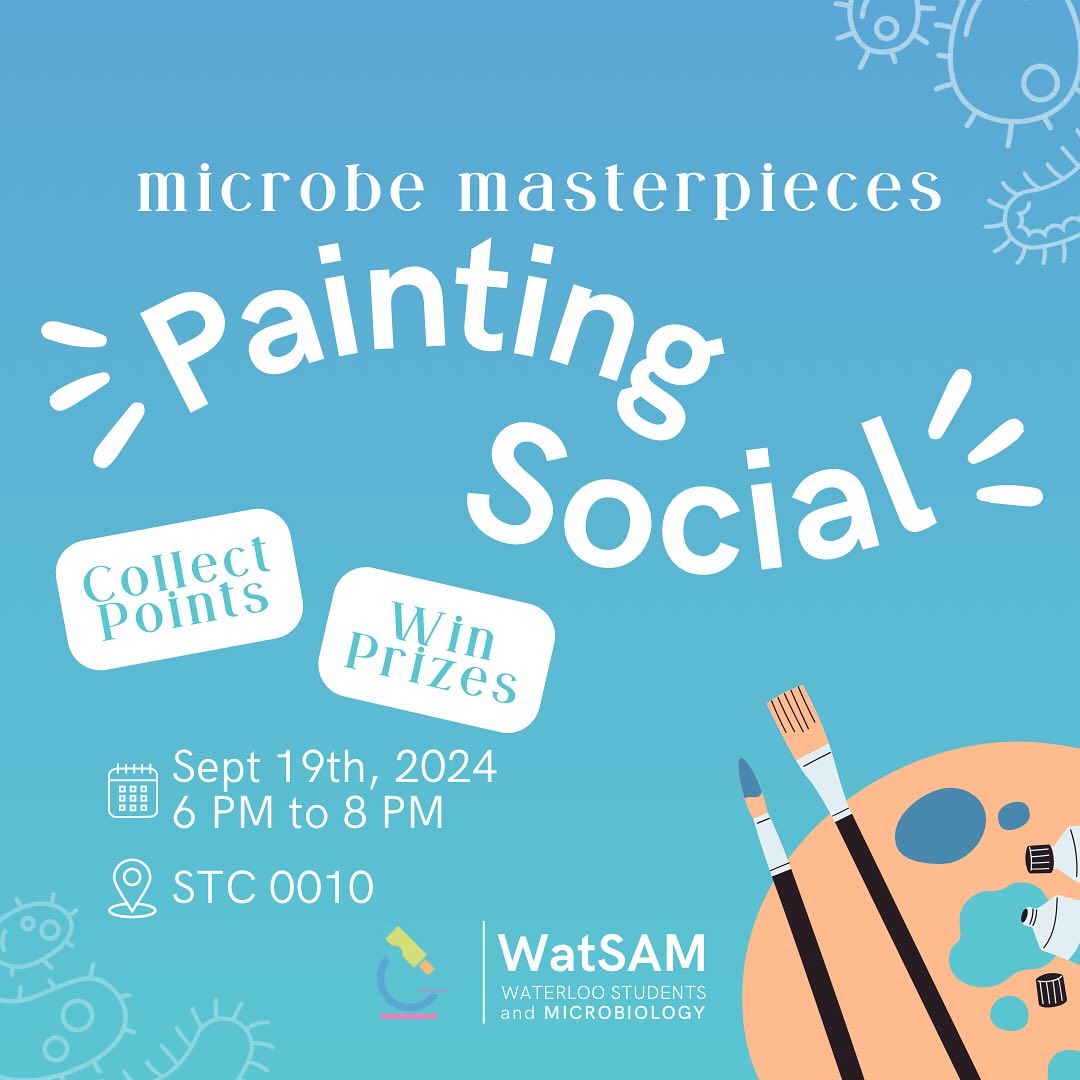 microbe masterpieces
Painting
Social
Collect
Points
Win
Prizes
Sept 19th, 2024
6 PM to 8 PM
STC 0010
WatSAM
WATERLOO STUDENTS
and MICROBIOLOGY